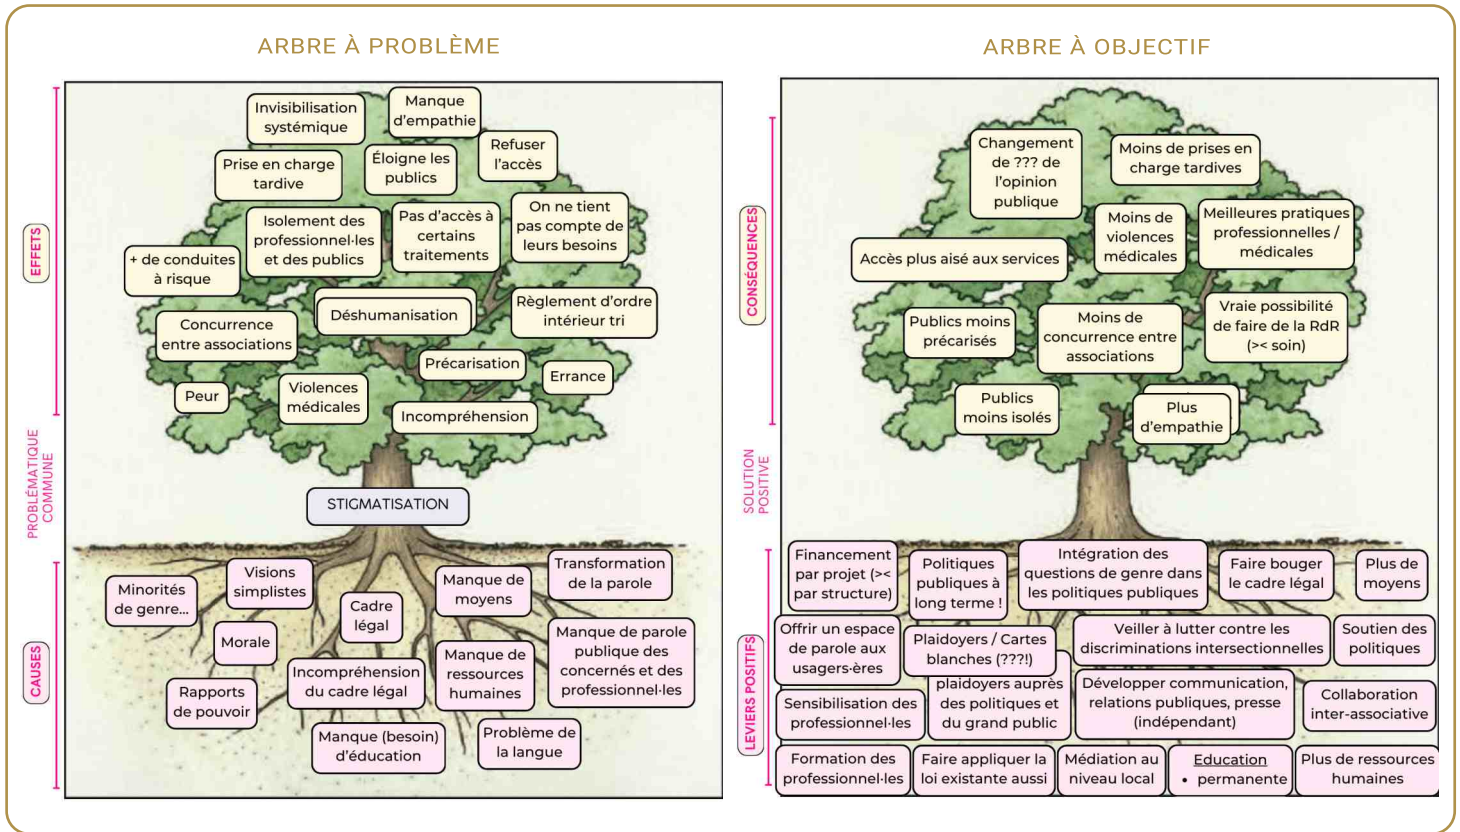 ARBRE À PROBLÈME
EFFETS
Invisibilisation
systémique
Manque
d'empathie
Refuser
l'accès
Prise en charge
tardive
Éloigne les
publics
Isolement des
professionnel·les
et des publics
Pas d'accès à
certains
traitements
On ne tient
pas compte de
leurs besoins
+ de conduites
à risque
Déshumanisation
Règlement d'ordre
intérieur tri
Concurrence
entre associations
Précarisation
Errance
Peur
Violences
médicales
Incompréhension
PROBLÉMATIQUE
COMMUNE
STIGMATISATION
CAUSES
Minorités
de genre...
Visions
simplistes
Cadre
légal
Manque de
moyens
Transformation
de la parole
Morale
Incompréhension
du cadre légal
Manque de
ressources
humaines
Manque de parole
publique des
concernés et des
professionnel·les
Rapports
de pouvoir
Manque (besoin)
d'éducation
Problème de
la langue
ARBRE À OBJECTIF
CONSÉQUENCES
Changement
de ??? de
l'opinion
publique
Moins de prises en
charge tardives
Moins de
violences
médicales
Meilleures pratiques
professionnelles /
médicales
Accès plus aisé aux services
Publics moins
précarisés
Moins de
concurrence entre
associations
Vraie possibilité
de faire de la RdR
(>< soin)
Publics
moins isolés
Plus
d'empathie
SOLUTION
POSITIVE
LEVIERS POSITIFS
Financement
par projet (><
par structure)
Politiques
publiques à
long terme !
Intégration des
questions de genre dans
les politiques publiques
Faire bouger
le cadre légal
Plus de
moyens
Offrir un espace
de parole aux
usagers·ères
Plaidoyers / Cartes
blanches (???!)
Veiller à lutter contre les
discriminations intersectionnelles
Soutien des
politiques
Sensibilisation des
professionnel·les
plaidoyers auprès
des politiques et
du grand public
Développer communication,
relations publiques, presse
(indépendant)
Collaboration
inter-associative
Formation des
professionnel·les
Faire appliquer la
loi existante aussi
Médiation au
niveau local
Education
• permanente
Plus de ressources
humaines